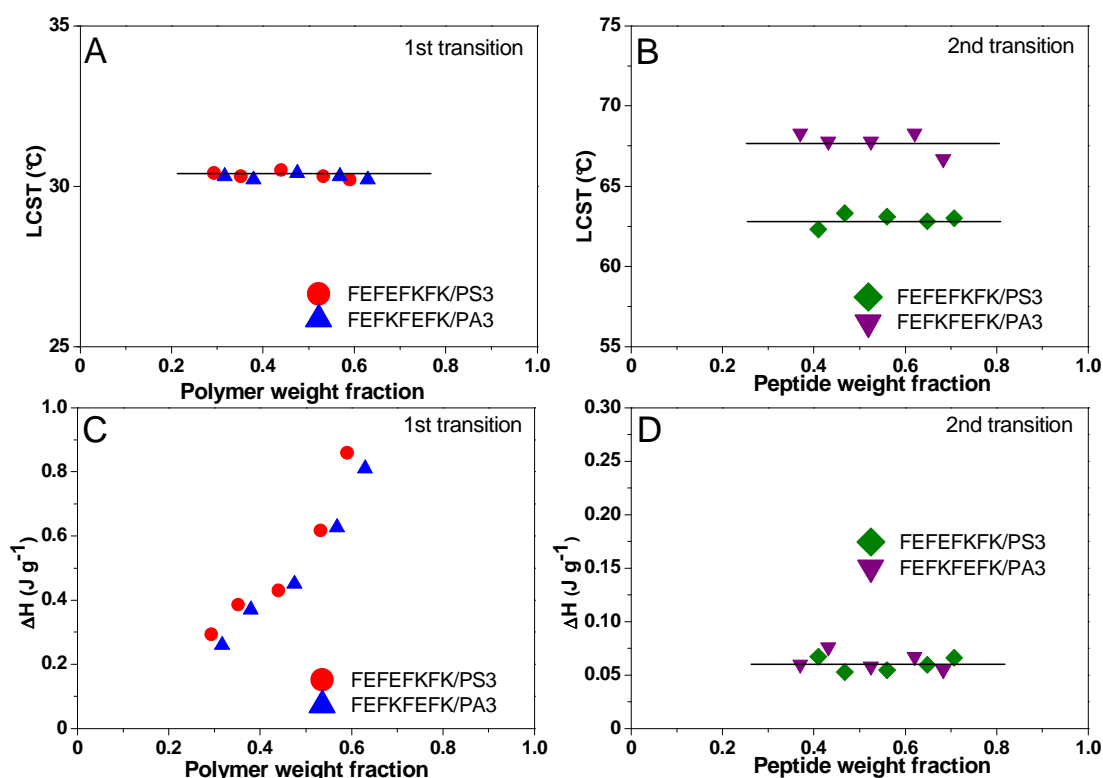 A
1st transition
35
30
25
LCST (°C)
FEFEFKFK/PS3
FEFKFEFK/PA3
0 0.2 0.4 0.6 0.8 1.0
Polymer weight fraction
B
2nd transition
75
70
65
62
55
LCST (°C)
FEFEFKFK/PS3
FEFKFEFK/PA3
0 0.2 0.4 0.6 0.8 1.0
Peptide weight fraction
C
1st transition
1.0
0.8
0.6
0.4
0.2
0
ΔH (J g⁻¹)
FEFEFKFK/PS3
FEFKFEFK/PA3
0 0.2 0.4 0.6 0.8 1.0
Polymer weight fraction
D
2nd transition
0.30
0.25
0.20
0.15
0.10
0.05
0
ΔH (J g⁻¹)
FEFEFKFK/PS3
FEFKFEFK/PA3
0 0.2 0.4 0.6 0.8 1.0
Peptide weight fraction